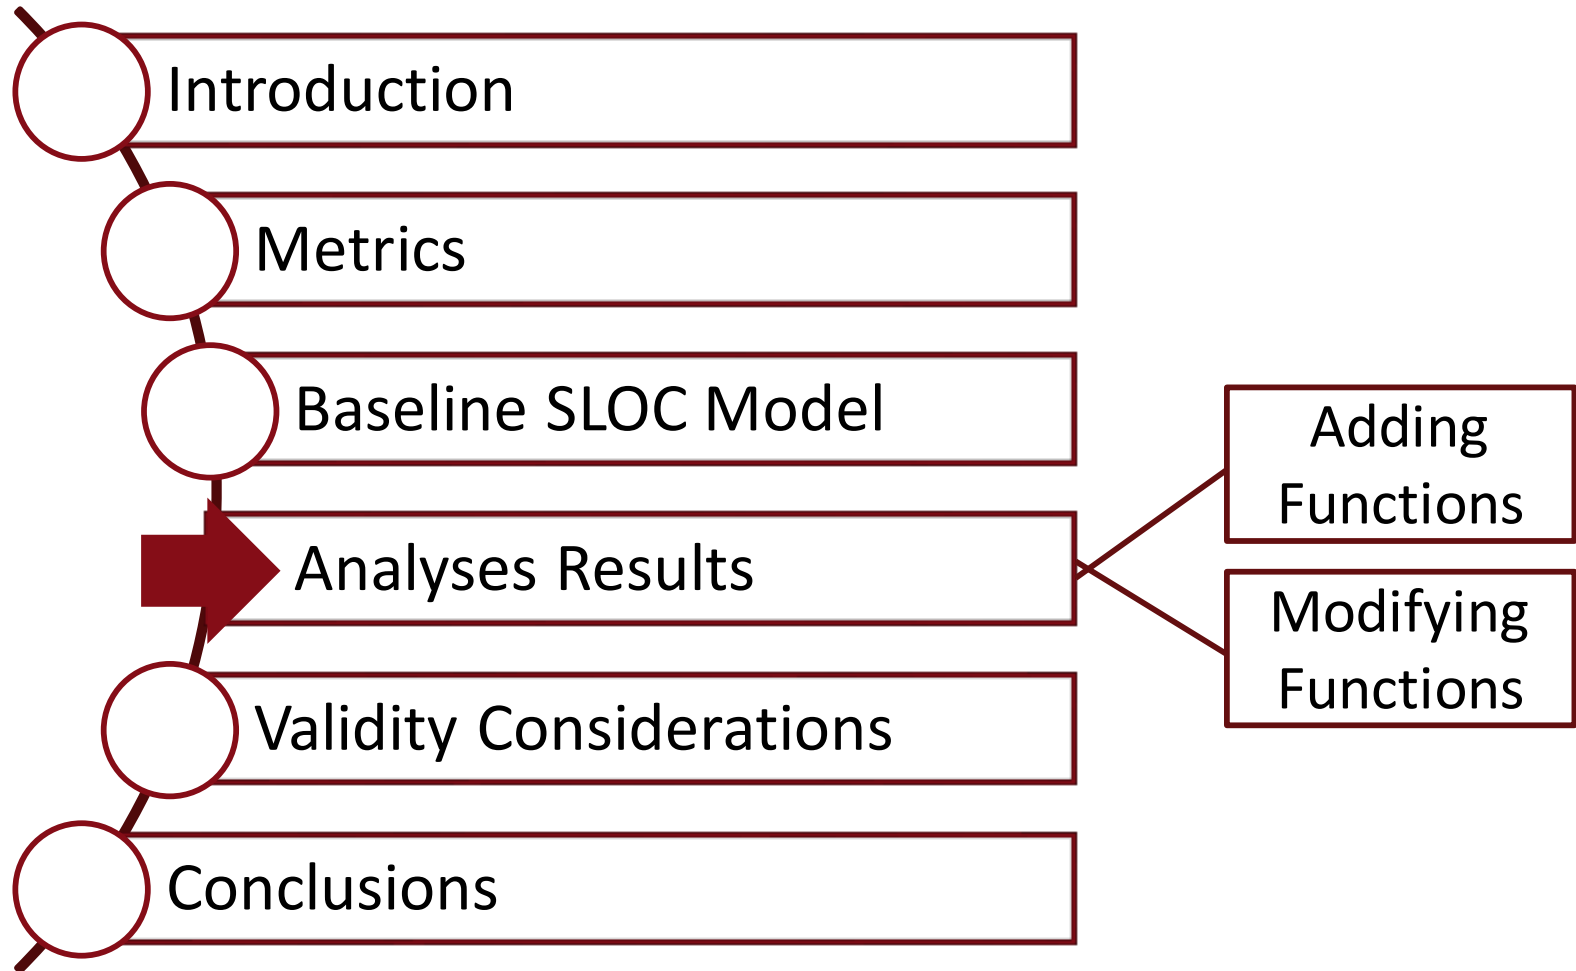 Introduction
Metrics
Baseline SLOC Model
Analyses Results
Adding
Functions
Modifying
Functions
Validity Considerations
Conclusions